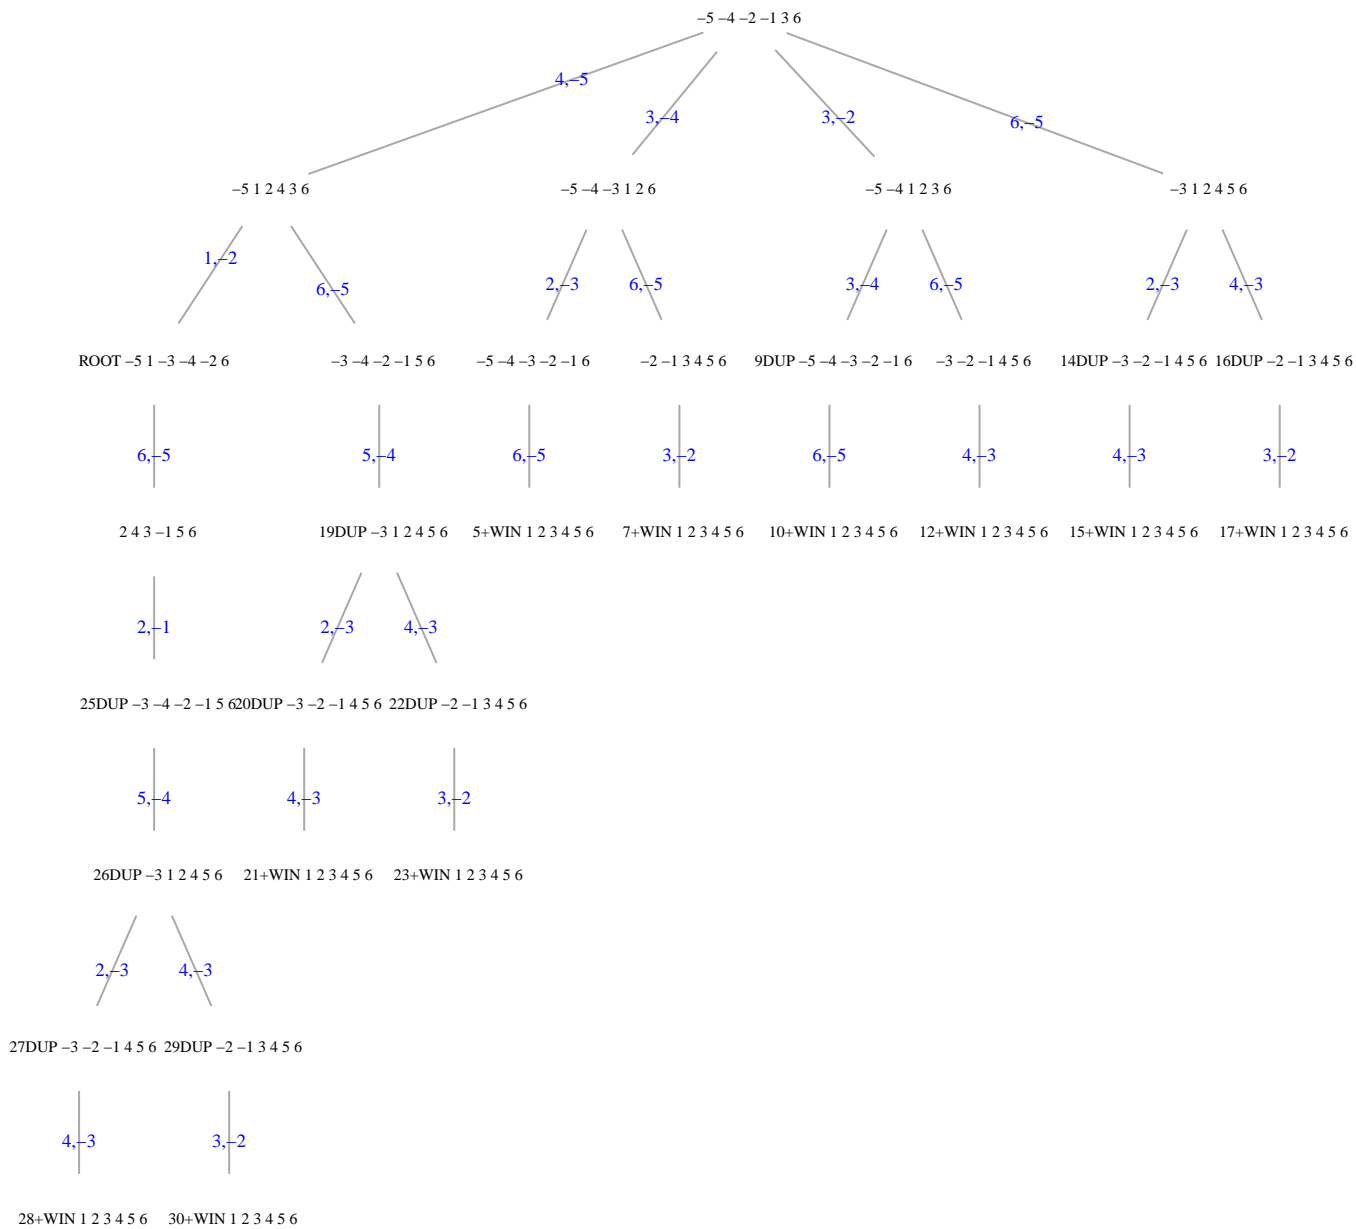 −5 −4 −2 −1 3 6
4,−5
3,−4
3,−2
6,−5
−5 1 2 4 3 6
−5 −4 −3 1 2 6
−5 −4 1 2 3 6
−3 1 2 4 5 6
1,−2
6,−5
2,−3
6,−5
3,−4
6,−5
2,−3
4,−3
ROOT −5 1 −3 −4 −2 6
−3 −4 −2 −1 5 6
−5 −4 −3 −2 −1 6
−2 −1 3 4 5 6
9DUP −5 −4 −3 −2 −1 6
−3 −2 −1 4 5 6
14DUP −3 −2 −1 4 5 6
16DUP −2 −1 3 4 5 6
6,−5
5,−4
6,−5
3,−2
6,−5
4,−3
4,−3
3,−2
2 4 3 −1 5 6
19DUP −3 1 2 4 5 6
5+WIN 1 2 3 4 5 6
7+WIN 1 2 3 4 5 6
10+WIN 1 2 3 4 5 6
12+WIN 1 2 3 4 5 6
15+WIN 1 2 3 4 5 6
17+WIN 1 2 3 4 5 6
2,−1
2,−3
4,−3
25DUP −3 −4 −2 −1 5 6
20DUP −3 −2 −1 4 5 6
22DUP −2 −1 3 4 5 6
5,−4
4,−3
3,−2
26DUP −3 1 2 4 5 6
21+WIN 1 2 3 4 5 6
23+WIN 1 2 3 4 5 6
2,−3
4,−3
27DUP −3 −2 −1 4 5 6
29DUP −2 −1 3 4 5 6
4,−3
3,−2
28+WIN 1 2 3 4 5 6
30+WIN 1 2 3 4 5 6